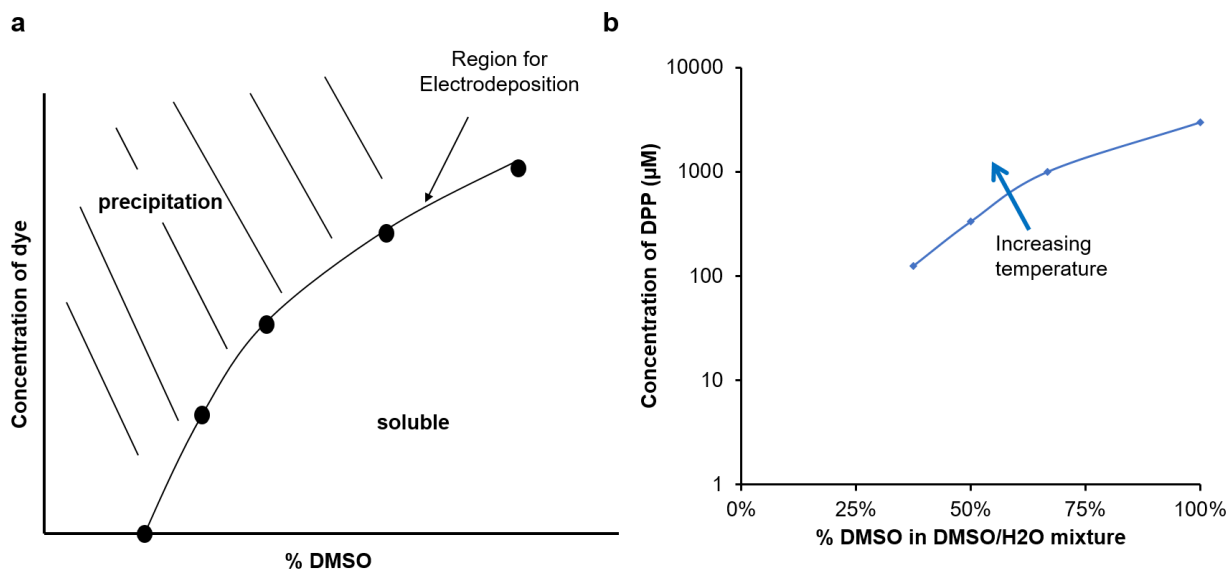 a
Region for
Electrodeposition
precipitation
soluble
Concentration of dye
% DMSO
b
10000
1000
100
10
1
Increasing
temperature
0%
25%
50%
75%
100%
Concentration of DPP (µM)
% DMSO in DMSO/H2O mixture